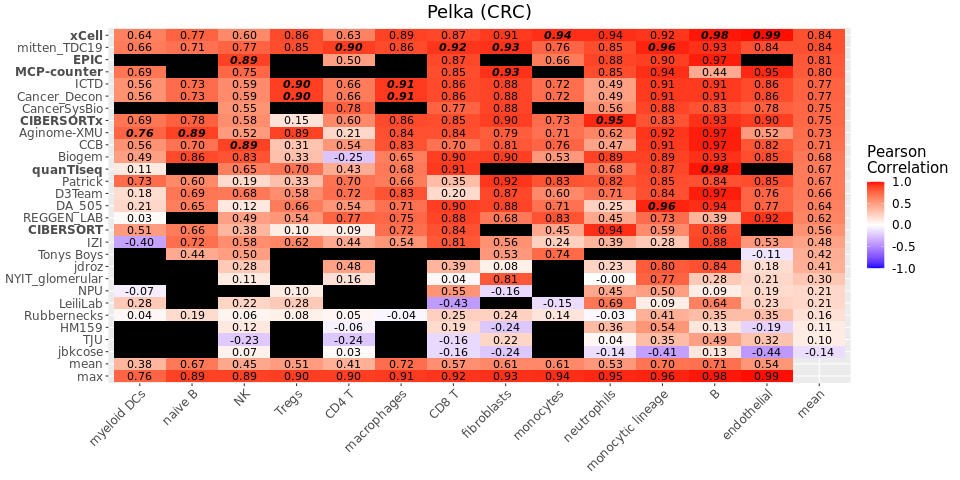 Pelka (CRC)
xCell 0.64 0.77 0.60 0.86 0.63 0.89 0.87 0.91 0.94 0.94 0.92 0.98 0.99 0.84
mitten_TDC19 0.66 0.71 0.77 0.85 0.90 0.86 0.92 0.93 0.76 0.85 0.96 0.93 0.84 0.84
EPIC 0.89 0.50 0.87 0.66 0.88 0.90 0.97 0.81
MCP-counter 0.69 0.75 0.85 0.93 0.85 0.94 0.44 0.95 0.80
ICTD 0.56 0.73 0.59 0.90 0.66 0.91 0.86 0.88 0.72 0.49 0.91 0.91 0.86 0.77
Cancer_Decon 0.56 0.73 0.59 0.90 0.66 0.91 0.86 0.88 0.72 0.49 0.91 0.91 0.86 0.77
CancerSysBio 0.55 0.78 0.77 0.88 0.56 0.88 0.83 0.78 0.75
CIBERSORTx 0.69 0.78 0.58 0.15 0.60 0.86 0.85 0.90 0.73 0.95 0.83 0.93 0.90 0.75
Aginome-XMU 0.76 0.89 0.52 0.89 0.21 0.84 0.84 0.79 0.71 0.62 0.92 0.97 0.52 0.73
CCB 0.56 0.70 0.89 0.31 0.54 0.83 0.70 0.81 0.76 0.47 0.91 0.97 0.82 0.71
Biogem 0.49 0.86 0.83 0.33 -0.25 0.65 0.90 0.90 0.53 0.89 0.89 0.93 0.85 0.68
quanTIseq 0.11 0.65 0.70 0.43 0.68 0.91 0.68 0.87 0.98 0.67
Patrick 0.73 0.60 0.19 0.33 0.70 0.66 0.35 0.92 0.83 0.82 0.85 0.84 0.85 0.67
D3Team 0.18 0.69 0.68 0.58 0.72 0.83 0.20 0.87 0.60 0.71 0.84 0.97 0.76 0.66
DA_505 0.21 0.65 0.12 0.66 0.54 0.71 0.90 0.88 0.71 0.25 0.96 0.94 0.75 0.64
REGGEN_LAB 0.03 0.49 0.54 0.77 0.75 0.88 0.68 0.83 0.45 0.73 0.39 0.92 0.62
CIBERSORT 0.51 0.66 0.38 0.10 0.09 0.72 0.84 0.45 0.94 0.59 0.86 0.56
IZI -0.40 0.72 0.58 0.62 0.44 0.54 0.81 0.56 0.24 0.39 0.28 0.88 0.53 0.48
Tonys Boys 0.44 0.50 0.53 0.74 -0.11 0.42
jdroz 0.28 0.48 0.39 0.08 0.23 0.80 0.84 0.18 0.41
NYIT_glomerular 0.11 0.16 0.04 0.81 -0.00 0.77 0.28 0.21 0.30
NPU -0.07 0.10 0.55 -0.16 0.45 0.50 0.09 0.19 0.21
LeiliLab 0.28 0.22 0.28 -0.43 -0.15 0.69 0.09 0.64 0.23 0.21
Rubbernecks 0.04 0.19 0.06 0.08 0.05 -0.04 0.25 0.24 0.14 -0.03 0.41 0.35 0.35 0.16
HM159 0.12 -0.06 0.19 -0.24 0.36 0.54 0.13 -0.19 0.11
TJU -0.23 -0.24 -0.16 0.22 0.04 0.35 0.49 0.32 0.10
jbkcose 0.07 0.03 -0.16 -0.24 -0.14 -0.41 0.13 -0.44 -0.14
mean 0.38 0.67 0.45 0.51 0.41 0.72 0.57 0.61 0.61 0.53 0.70 0.71 0.54
max 0.76 0.89 0.89 0.90 0.90 0.91 0.92 0.93 0.94 0.95 0.96 0.98 0.99
myeloid DCs naive B NK Tregs CD4 T macrophages CD8 T fibroblasts monocytes neutrophils monocytic lineage B endothelial mean
Pearson
Correlation
1.0
0.5
0.0
-0.5
-1.0